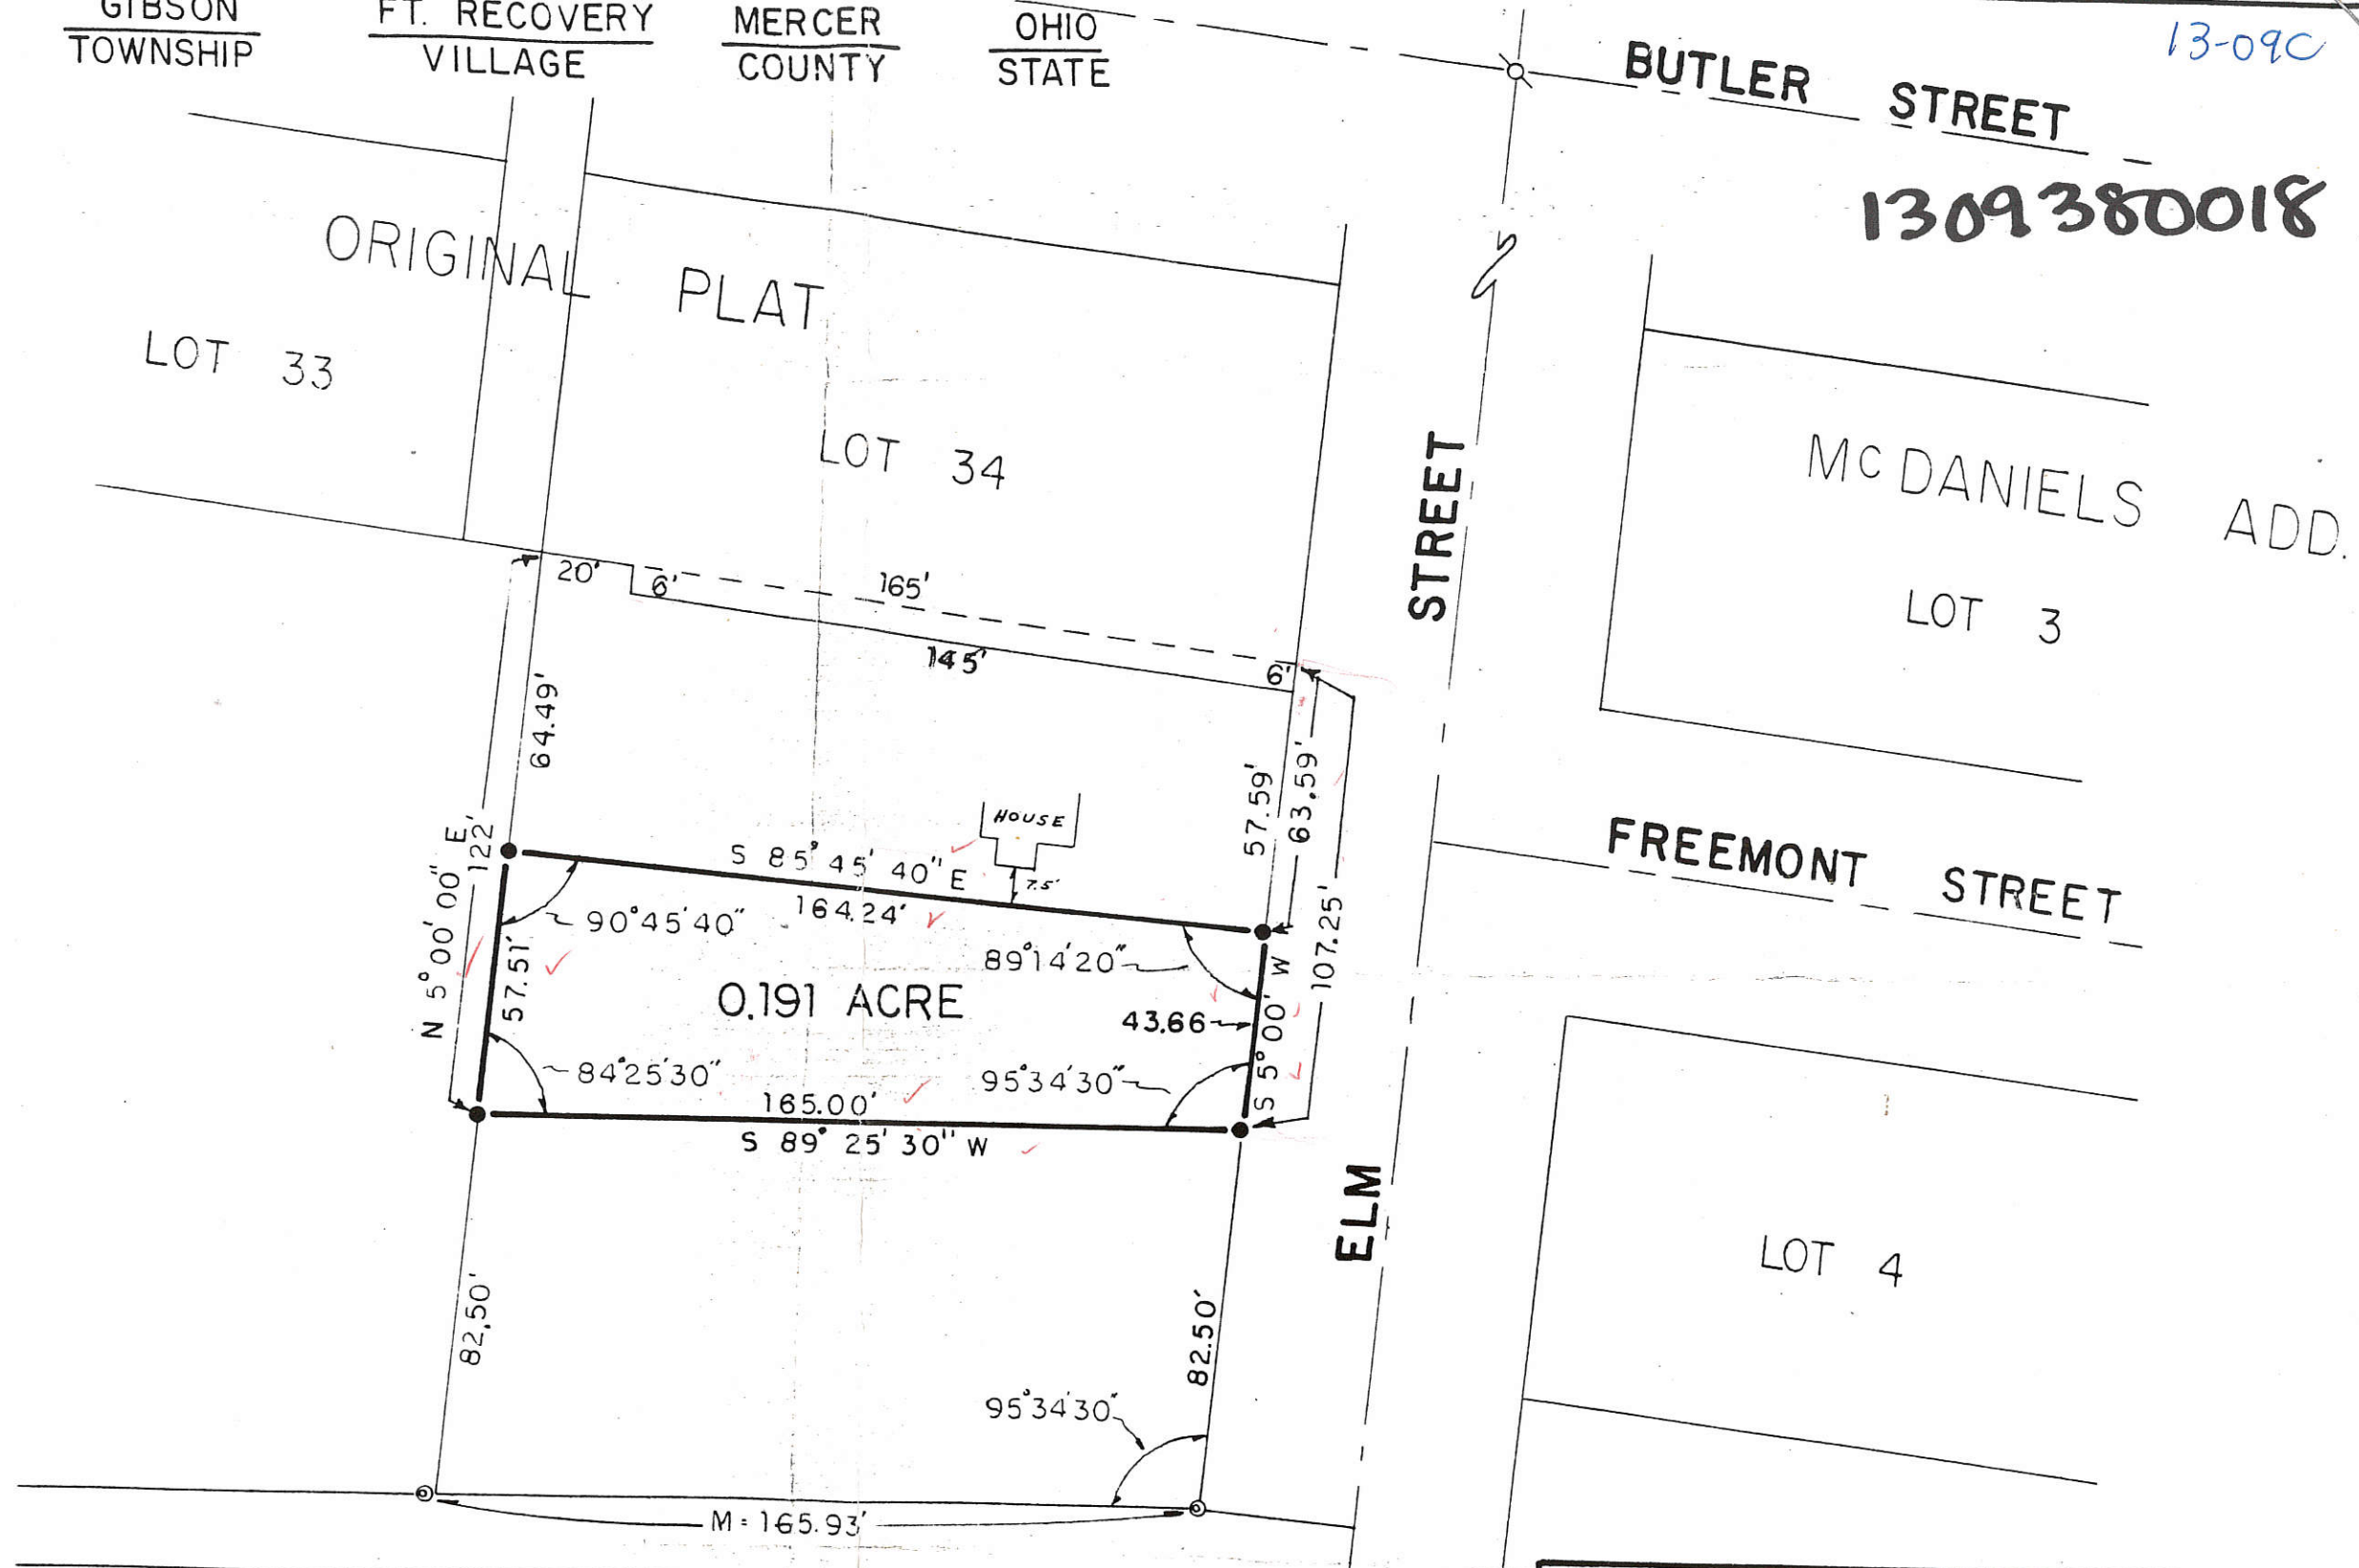 GIBSON
TOWNSHIP
FT. RECOVERY
VILLAGE
MERCER
COUNTY
OHIO
STATE
13-09C
BUTLER STREET
1309380018
ORIGINAL PLAT
LOT 33
LOT 34
STREET
MCDANIELS ADD.
LOT 3
20'
6'
165'
145'
6'
64.49'
57.59'
63.59'
107.25'
HOUSE
7.5'
FREEMONT STREET
N 5°00'00" E
122'
S 85° 45' 40" E
164.24'
90°45'40"
89°14'20"
57.51'
0.191 ACRE
43.66
S 5°00' W
84°25'30"
95°34'30"
165.00'
S 89° 25' 30" W
ELM
LOT 4
82.50'
82.50'
95°34'30"
M = 165.93'